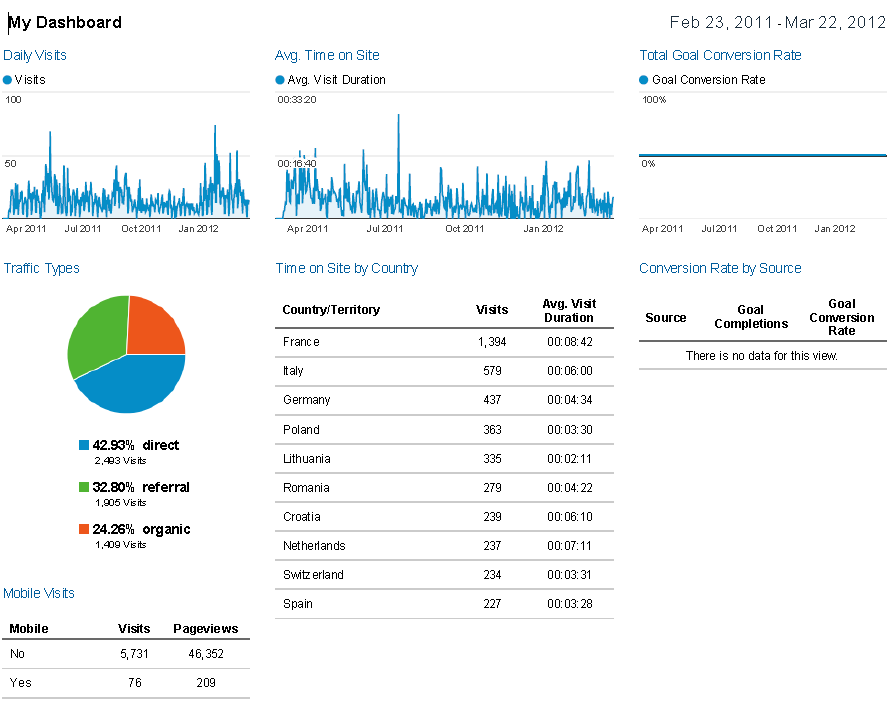 My Dashboard
Feb 23, 2011 - Mar 22, 2012
Daily Visits
Visits
100
50
Apr 2011 Jul 2011 Oct 2011 Jan 2012
Avg. Time on Site
Avg. Visit Duration
00:33:20
00:16:40
Apr 2011 Jul 2011 Oct 2011 Jan 2012
Total Goal Conversion Rate
Goal Conversion Rate
100%
0%
Apr 2011 Jul 2011 Oct 2011 Jan 2012
Traffic Types
42.93% direct
2,493 Visits
32.80% referral
1,905 Visits
24.26% organic
1,409 Visits
Mobile Visits
Mobile Visits Pageviews
No 5,731 46,352
Yes 76 209
Time on Site by Country
Country/Territory Visits Avg. Visit Duration
France 1,394 00:08:42
Italy 579 00:06:00
Germany 437 00:04:34
Poland 363 00:03:30
Lithuania 335 00:02:11
Romania 279 00:04:22
Croatia 239 00:06:10
Netherlands 237 00:07:11
Switzerland 234 00:03:31
Spain 227 00:03:28
Conversion Rate by Source
Source Goal Completions Goal Conversion Rate
There is no data for this view.